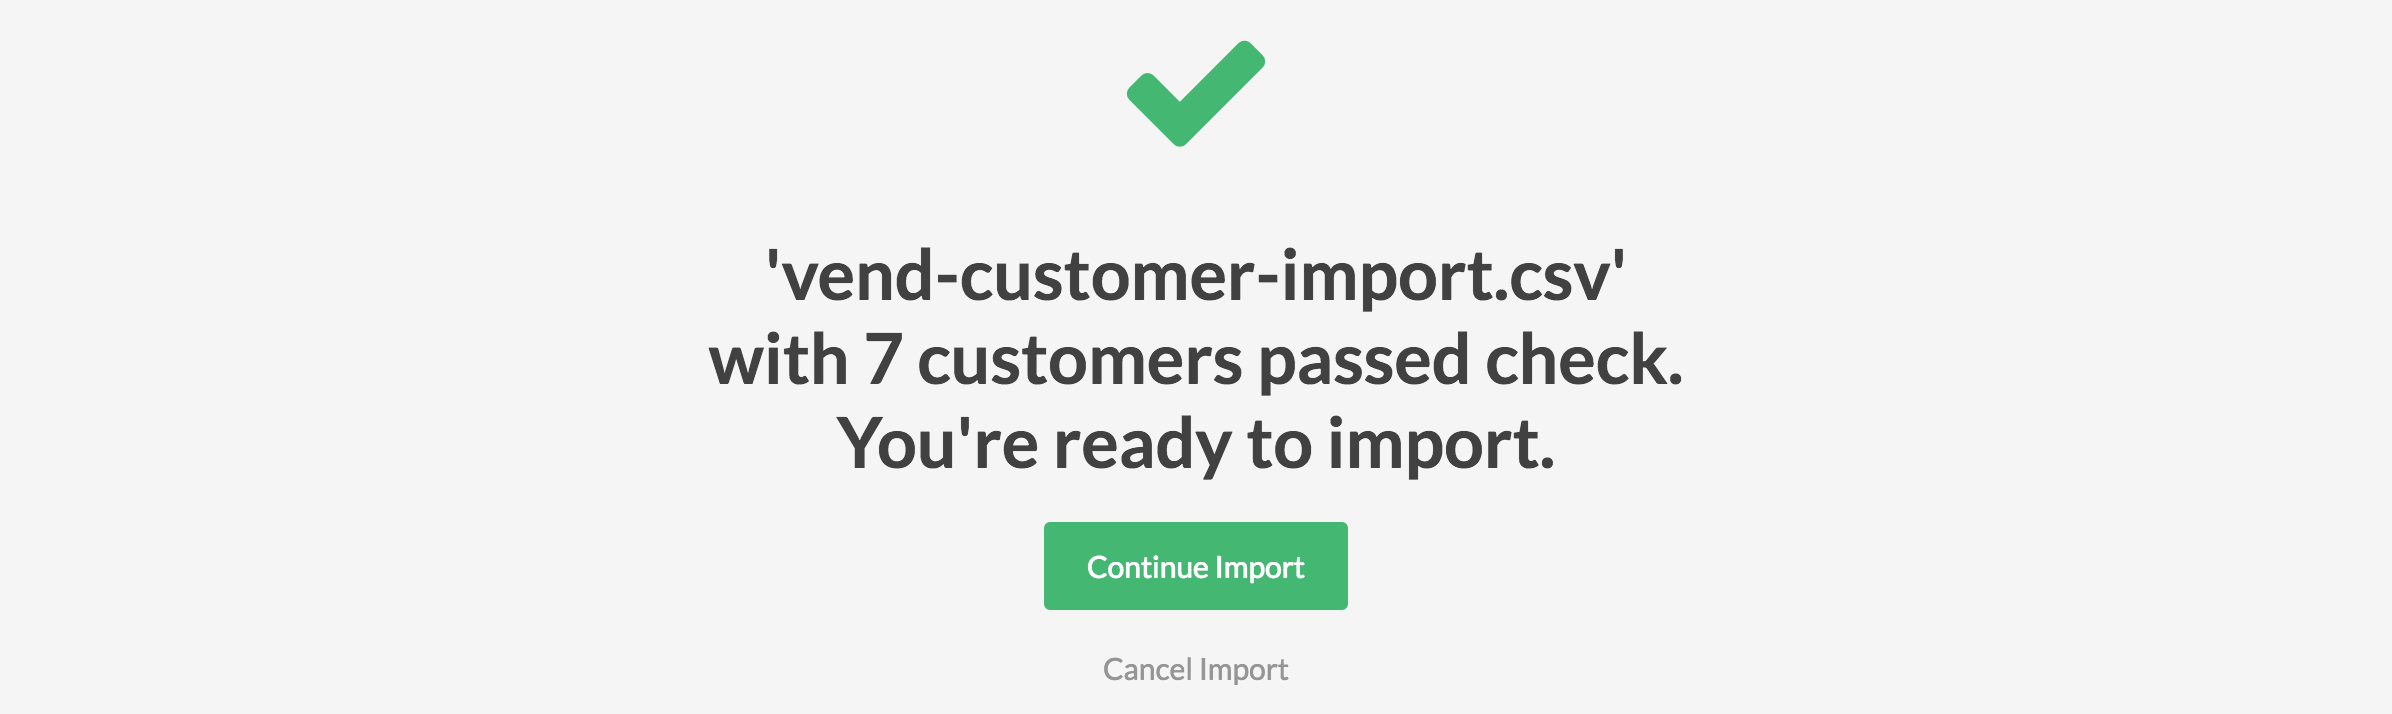 'vend-customer-import.csv'
with 7 customers passed check.
You're ready to import.
Continue Import
Cancel Import